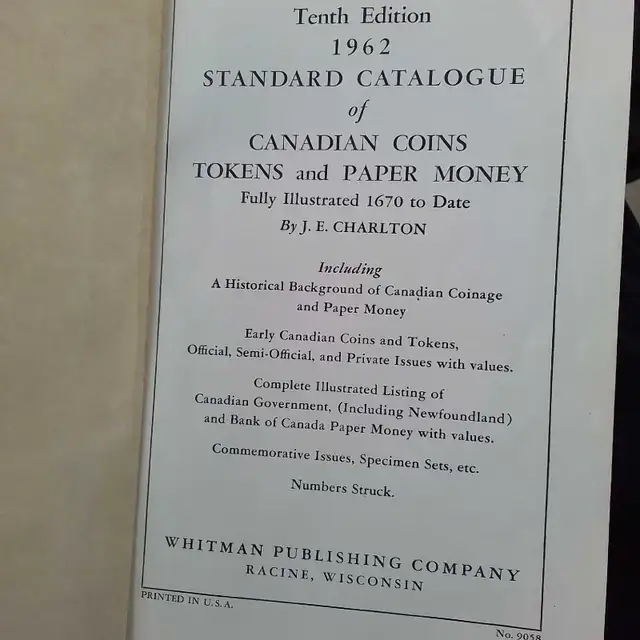 Tenth Edition
1962
STANDARD CATALOGUE
of
CANADIAN COINS
TOKENS and PAPER MONEY
Fully Illustrated 1670 to Date
By J. E. CHARLTON
Including
A Historical Background of Canadian Coinage
and Paper Money
Early Canadian Coins and Tokens,
Official, Semi-Official, and Private Issues with values.
Complete Illustrated Listing of
Canadian Government, (Including Newfoundland)
and Bank of Canada Paper Money with values.
Commemorative Issues, Specimen Sets, etc.
Numbers Struck.
WHITMAN PUBLISHING COMPANY
RACINE, WISCONSIN
PRINTED IN U.S.A.
No. 9058